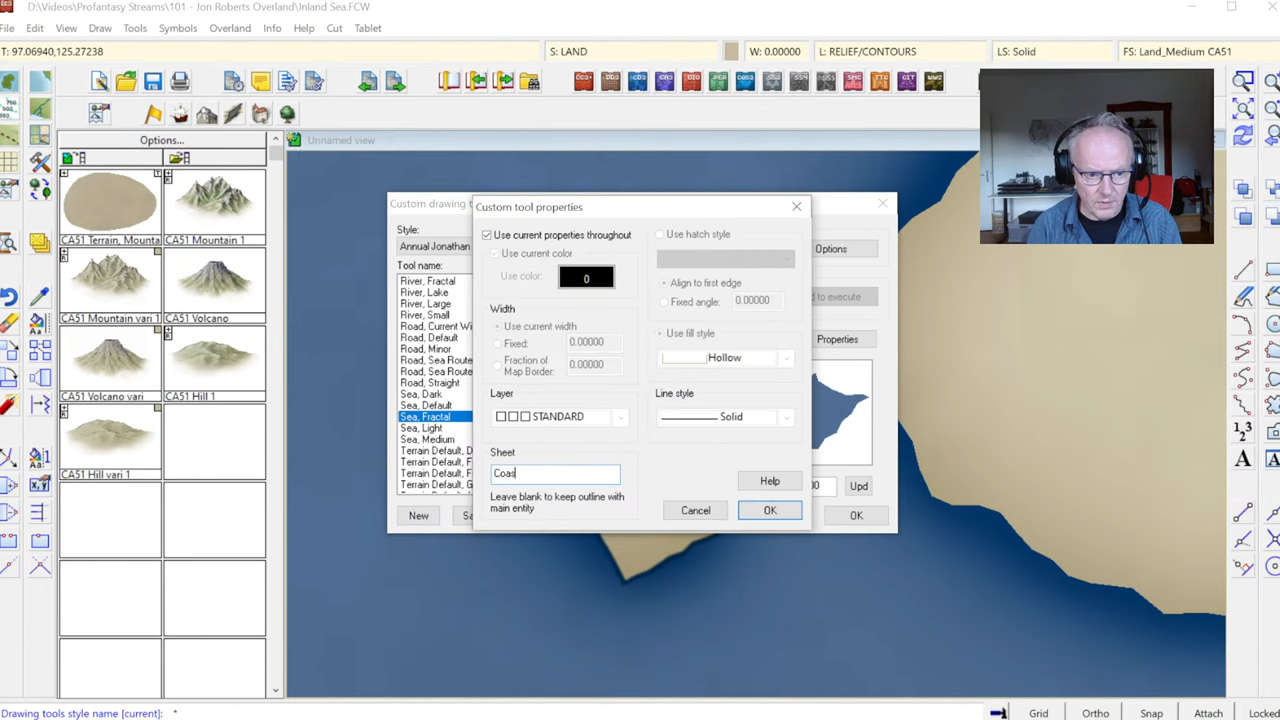 D:\Videos\Profantasy Streams\101 - Jon Roberts Overland\Inland Sea.FCW
File Edit View Draw Tools Symbols Overland Info Help Cut Tablet
T: 97.06940,125.27238 S: LAND W: 0.00000 L: RELIEF/CONTOURS LS: Solid FS: Land_Medium CA51
Options...
Unnamed view
CA51 Terrain, Mounta CA51 Mountain 1
CA51 Mountain vari 1 CA51 Volcano
CA51 Volcano vari CA51 Hill 1
CA51 Hill vari 1
Custom drawing t
Style:
Annual Jonathan
Tool name:
River, Fractal
River, Lake
River, Large
River, Small
Road, Current Wi
Road, Default
Road, Minor
Road, Sea Route
Road, Sea Route
Road, Straight
Sea, Dark
Sea, Default
Sea, Fractal
Sea, Light
Sea, Medium
Terrain Default, D
Terrain Default, F
Terrain Default, F
Terrain Default, G
New Sa
Options
d to execute
Properties
00 Upd
OK
Custom tool properties
Use current properties throughout
Use current color
Use color: 0
Width
Use current width
Fixed: 0.00000
Fraction of
Map Border: 0.00000
Layer
STANDARD
Sheet
Coas
Leave blank to keep outline with
main entity
Use hatch style
Align to first edge
Fixed angle: 0.00000
Use fill style
Hollow
Line style
Solid
Help
Cancel OK
Drawing tools style name [current]: *
Grid Ortho Snap Attach Locked